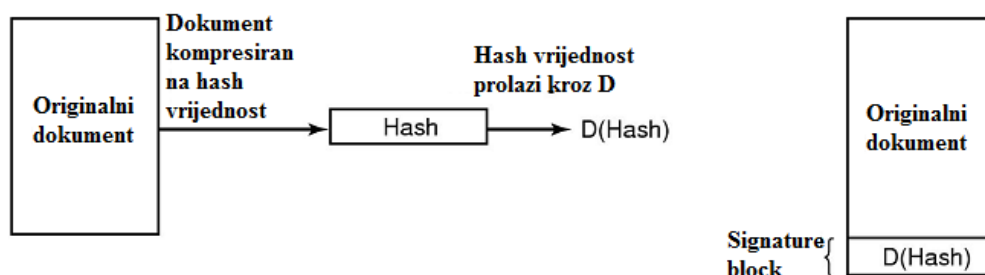 Originalni
dokument
Dokument
kompresiran
na hash
vrijednost
Hash
Hash vrijednost
prolazi kroz D
D(Hash)
Originalni
dokument
Signature
block
D(Hash)